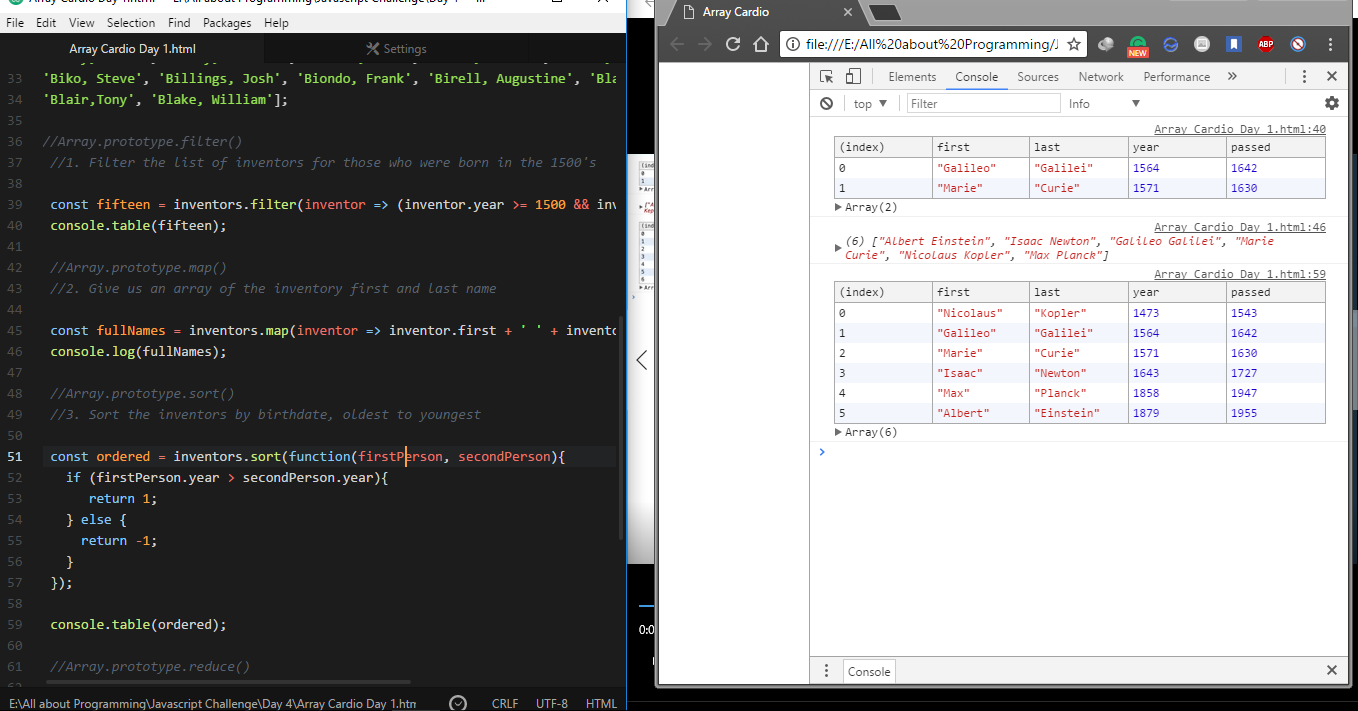 File Edit View Selection Find Packages Help
Array Cardio Day 1.html Settings
33 'Biko, Steve', 'Billings, Josh', 'Biondo, Frank', 'Birell, Augustine', 'Bla
34 'Blair,Tony', 'Blake, William'];
35
36 //Array.prototype.filter()
37 //1. Filter the list of inventors for those who were born in the 1500's
38
39 const fifteen = inventors.filter(inventor => (inventor.year >= 1500 && inv
40 console.table(fifteen);
41
42 //Array.prototype.map()
43 //2. Give us an array of the inventory first and last name
44
45 const fullNames = inventors.map(inventor => inventor.first + ' ' + invento
46 console.log(fullNames);
47
48 //Array.prototype.sort()
49 //3. Sort the inventors by birthdate, oldest to youngest
50
51 const ordered = inventors.sort(function(firstPerson, secondPerson){
52 if (firstPerson.year > secondPerson.year){
53 return 1;
54 } else {
55 return -1;
56 }
57 });
58
59 console.table(ordered);
60
61 //Array.prototype.reduce()
E:\All about Programming\Javascript Challenge\Day 4\Array Cardio Day 1.htm CRLF UTF-8 HTML
0:0
Array Cardio
file:///E:/All%20about%20Programming/J
NEW
ABP
Elements Console Sources Network Performance »
top ▼ Filter Info ▼
Array Cardio Day 1.html:40
(index) first last year passed
0 "Galileo" "Galilei" 1564 1642
1 "Marie" "Curie" 1571 1630
▶ Array(2)
Array Cardio Day 1.html:46
(6) ["Albert Einstein", "Isaac Newton", "Galileo Galilei", "Marie
Curie", "Nicolaus Kopler", "Max Planck"]
Array Cardio Day 1.html:59
(index) first last year passed
0 "Nicolaus" "Kopler" 1473 1543
1 "Galileo" "Galilei" 1564 1642
2 "Marie" "Curie" 1571 1630
3 "Isaac" "Newton" 1643 1727
4 "Max" "Planck" 1858 1947
5 "Albert" "Einstein" 1879 1955
▶ Array(6)
Console